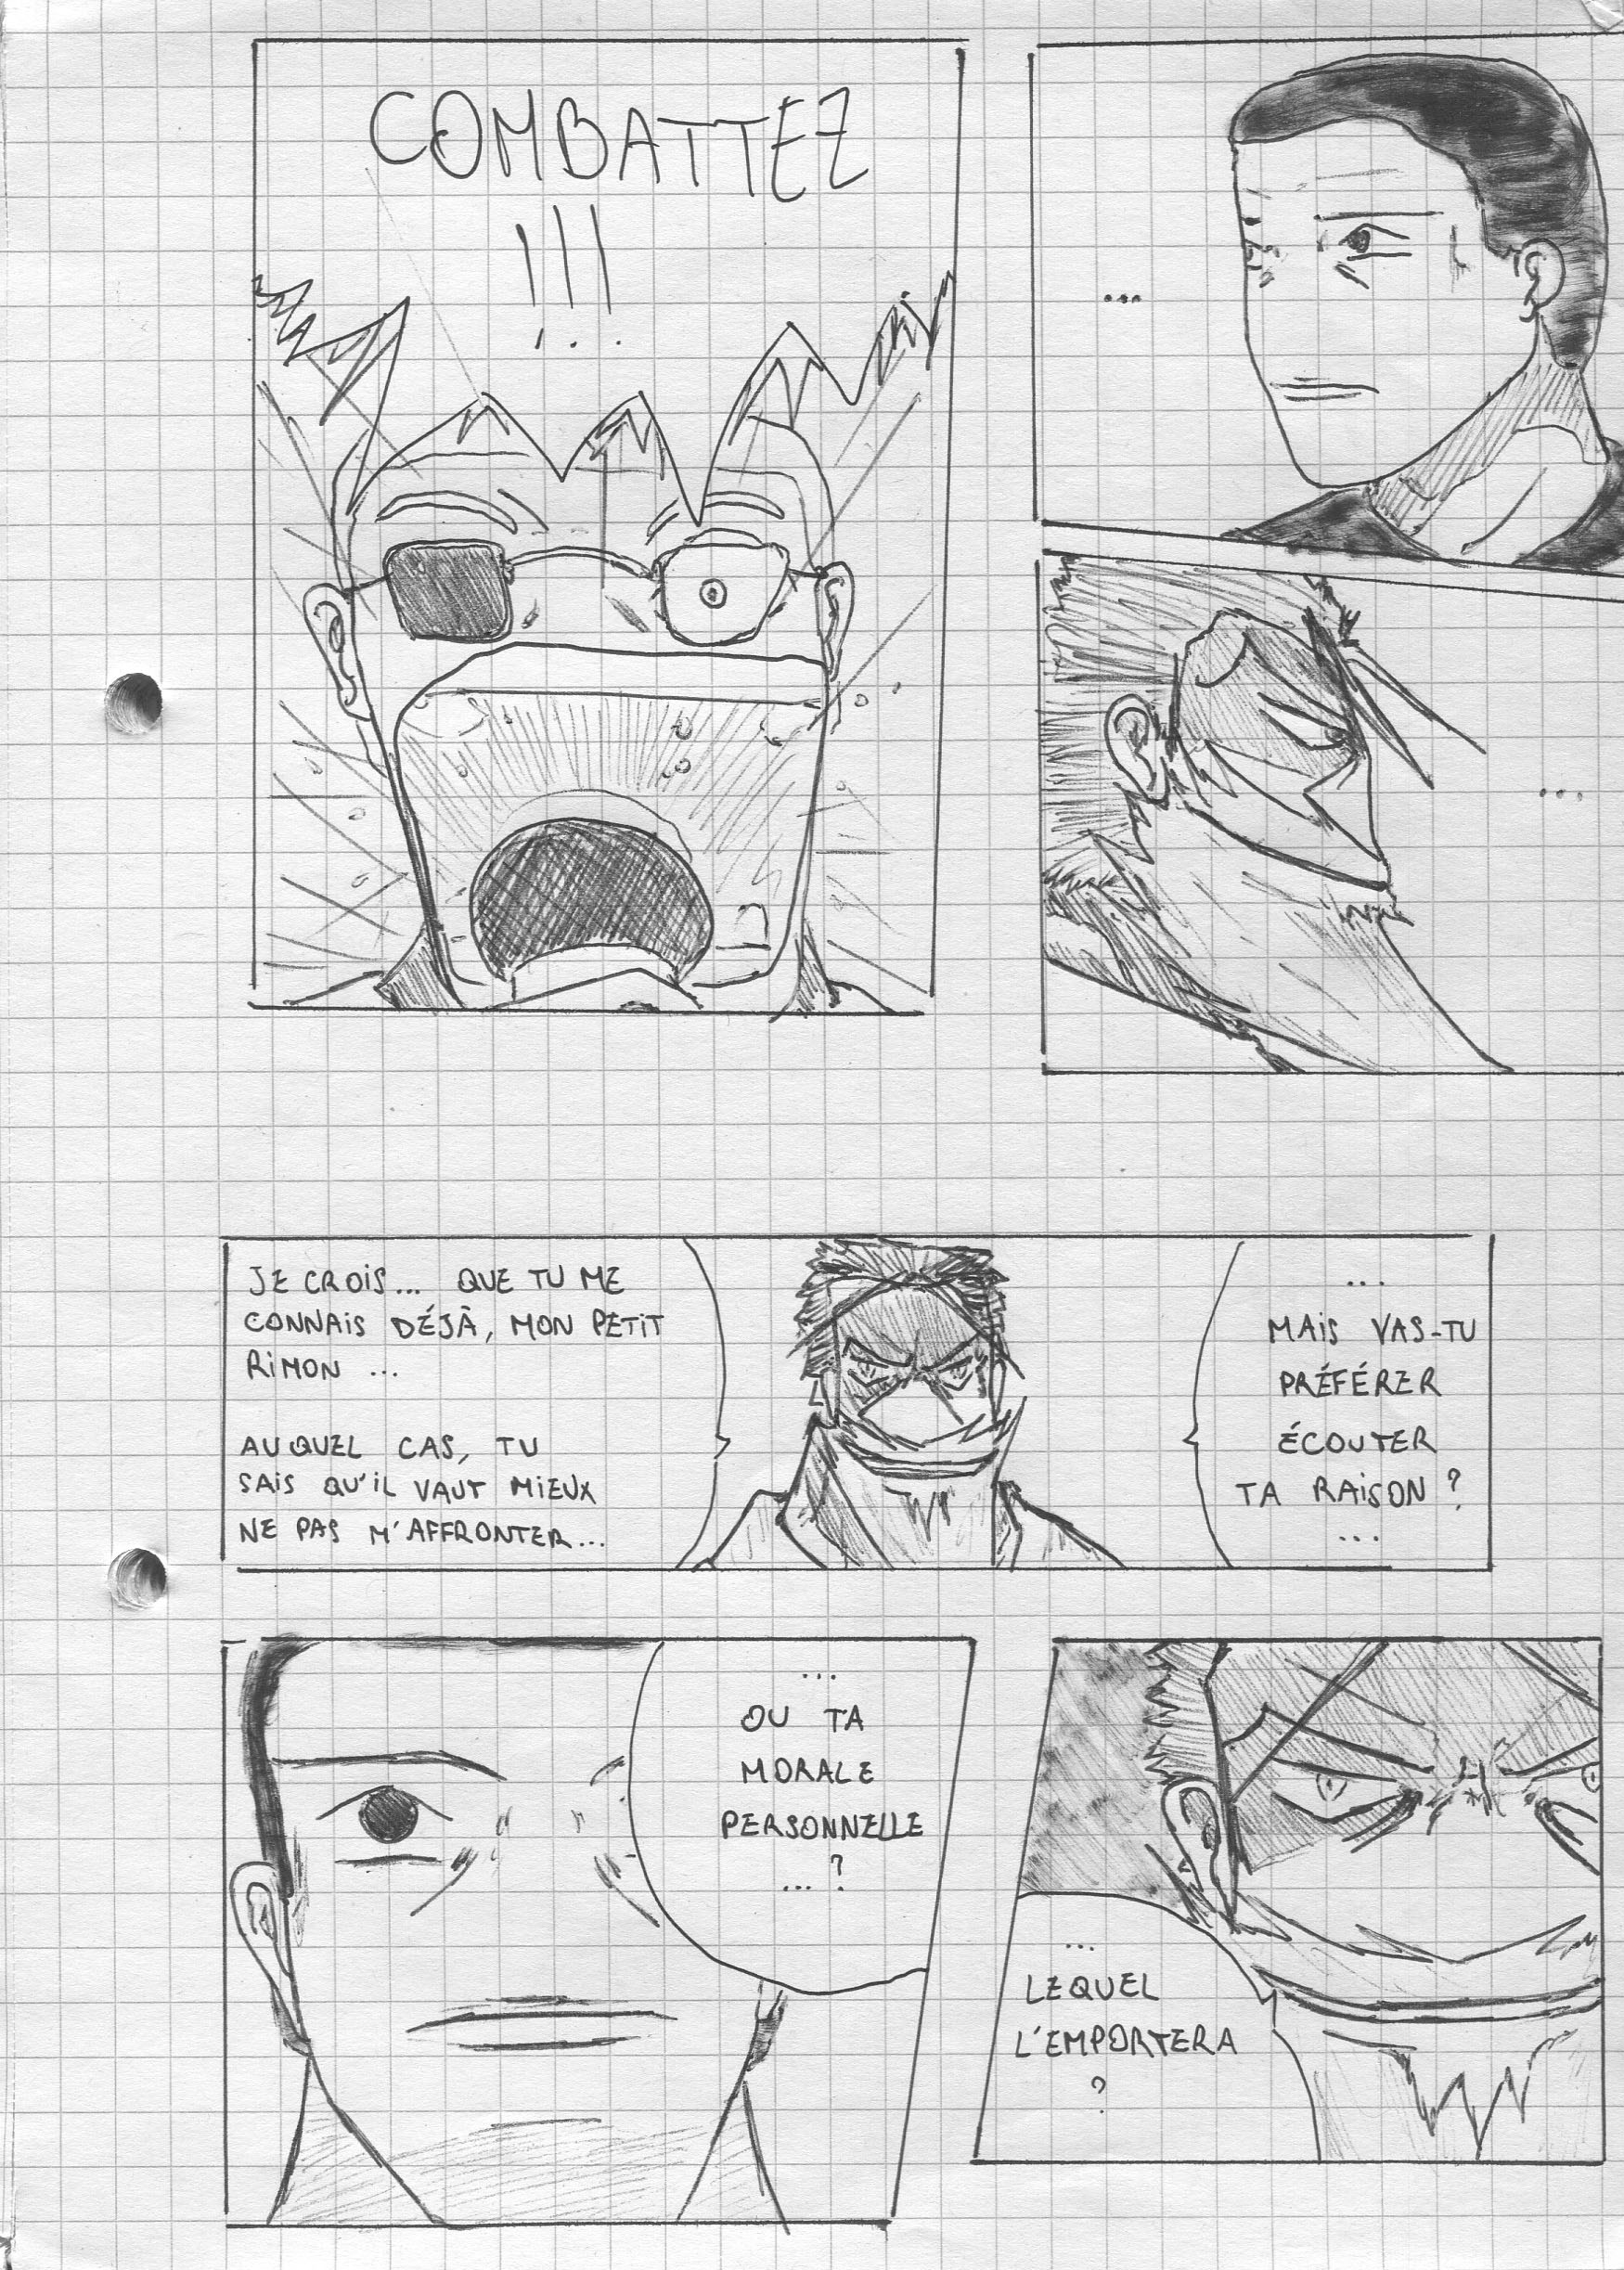 COMBATTEZ
!!!
...
...
JE CROIS... QUE TU ME
CONNAIS DÉJÀ, MON PETIT
RIMON ...
AUQUEL CAS, TU
SAIS QU'IL VAUT MIEUX
NE PAS M'AFFRONTER...
...
MAIS VAS-TU
PRÉFÉRER
ÉCOUTER
TA RAISON ?
...
...
OU TA
MORALE
PERSONNELLE
... ?
...
LEQUEL
L'EMPORTERA
?